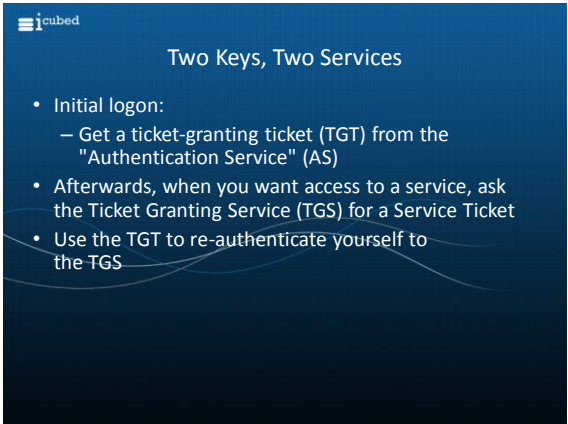 icubed
Two Keys, Two Services
• Initial logon:
– Get a ticket-granting ticket (TGT) from the
"Authentication Service" (AS)
• Afterwards, when you want access to a service, ask
the Ticket Granting Service (TGS) for a Service Ticket
• Use the TGT to re-authenticate yourself to
the TGS